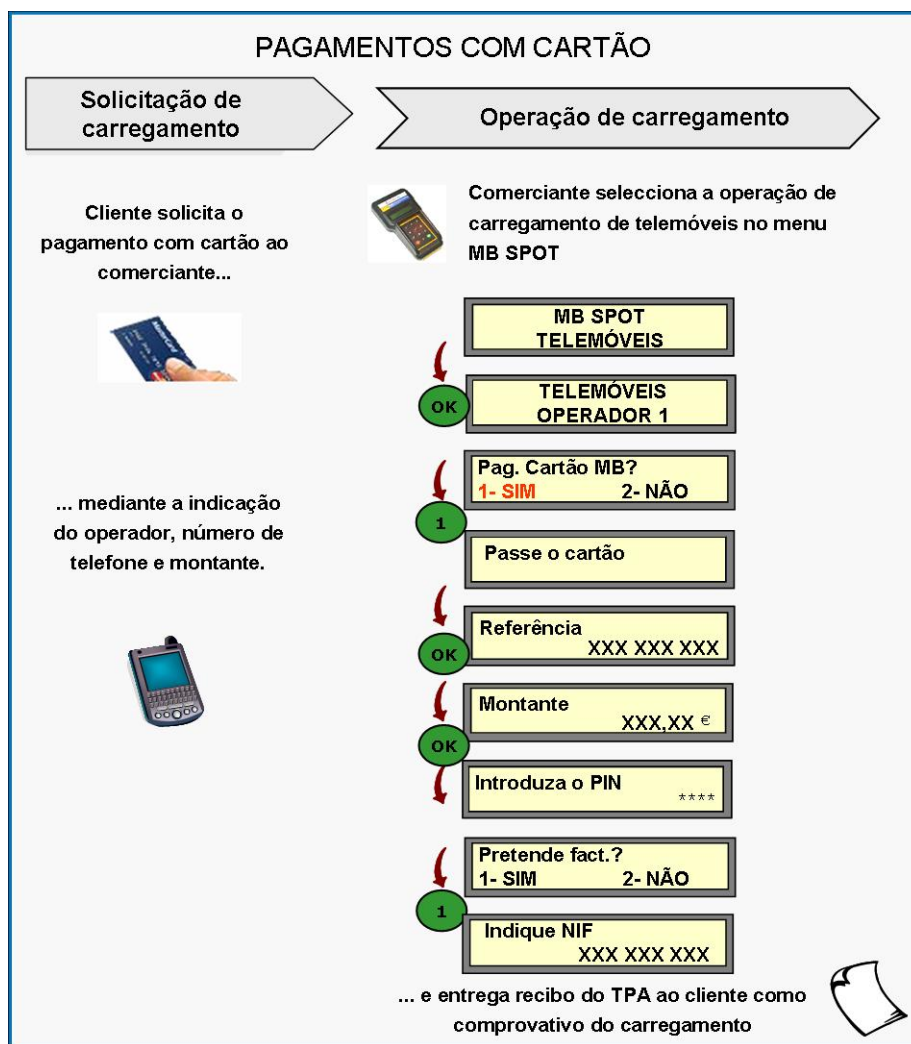 PAGAMENTOS COM CARTÃO
Solicitação de
carregamento
Operação de carregamento
Cliente solicita o
pagamento com cartão ao
comerciante...
Comerciante selecciona a operação de
carregamento de telemóveis no menu
MB SPOT
MasterCard
MB SPOT
TELEMÓVEIS
OK
TELEMÓVEIS
OPERADOR 1
Pag. Cartão MB?
1- SIM 2- NÃO
1
Passe o cartão
... mediante a indicação
do operador, número de
telefone e montante.
Referência
XXX XXX XXX
OK
Montante
XXX,XX €
OK
Introduza o PIN
****
Pretende fact.?
1- SIM 2- NÃO
1
Indique NIF
XXX XXX XXX
... e entrega recibo do TPA ao cliente como
comprovativo do carregamento